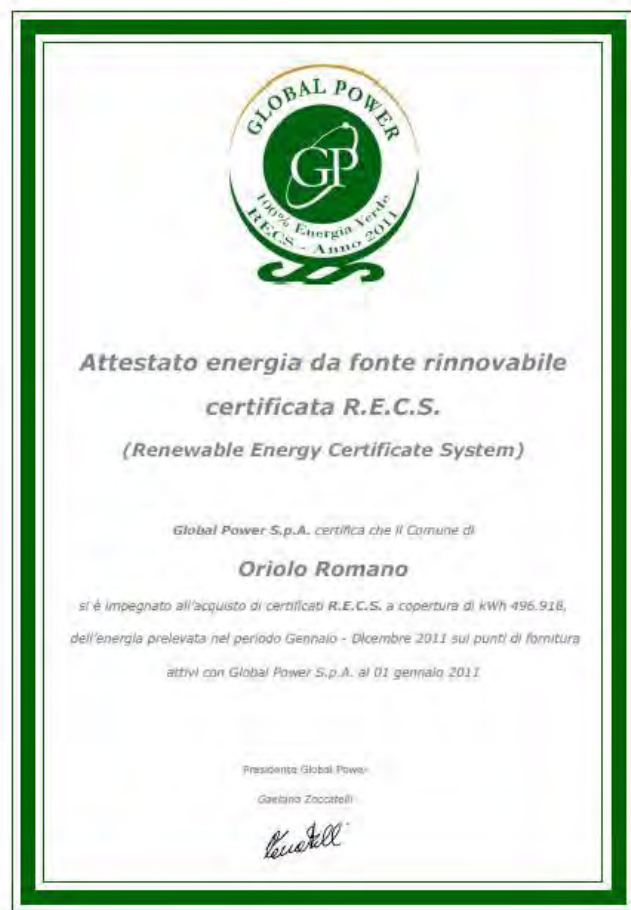 GLOBAL POWER
GP
100% Energia Verde
RECS - Anno 2011
Attestato energia da fonte rinnovabile
certificata R.E.C.S.
(Renewable Energy Certificate System)
Global Power S.p.A. certifica che il Comune di
Oriolo Romano
si è impegnato all'acquisto di certificati R.E.C.S. a copertura di kWh 496.918,
dell'energia prelevata nel periodo Gennaio - Dicembre 2011 sui punti di fornitura
attivi con Global Power S.p.A. al 01 gennaio 2011
Presidente Global Power
Gaetano Zoccatelli